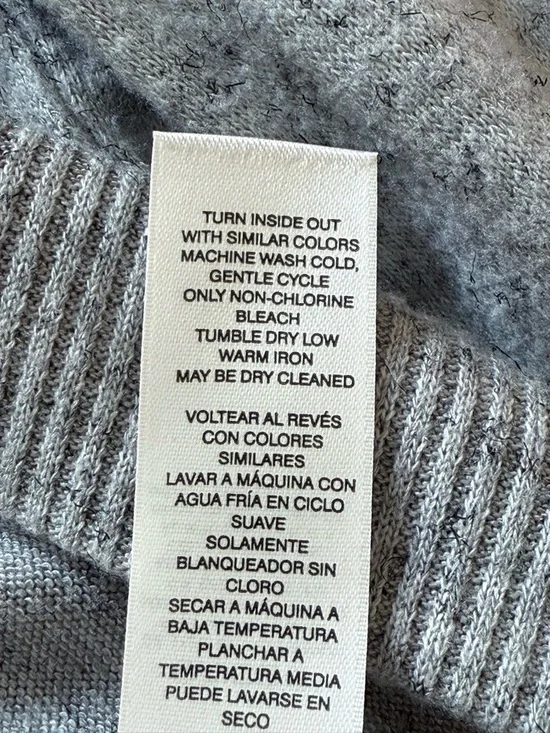 TURN INSIDE OUT
WITH SIMILAR COLORS
MACHINE WASH COLD,
GENTLE CYCLE
ONLY NON-CHLORINE
BLEACH
TUMBLE DRY LOW
WARM IRON
MAY BE DRY CLEANED
VOLTEAR AL REVÉS
CON COLORES
SIMILARES
LAVAR A MÁQUINA CON
AGUA FRÍA EN CICLO
SUAVE
SOLAMENTE
BLANQUEADOR SIN
CLORO
SECAR A MÁQUINA A
BAJA TEMPERATURA
PLANCHAR A
TEMPERATURA MEDIA
PUEDE LAVARSE EN
SECO